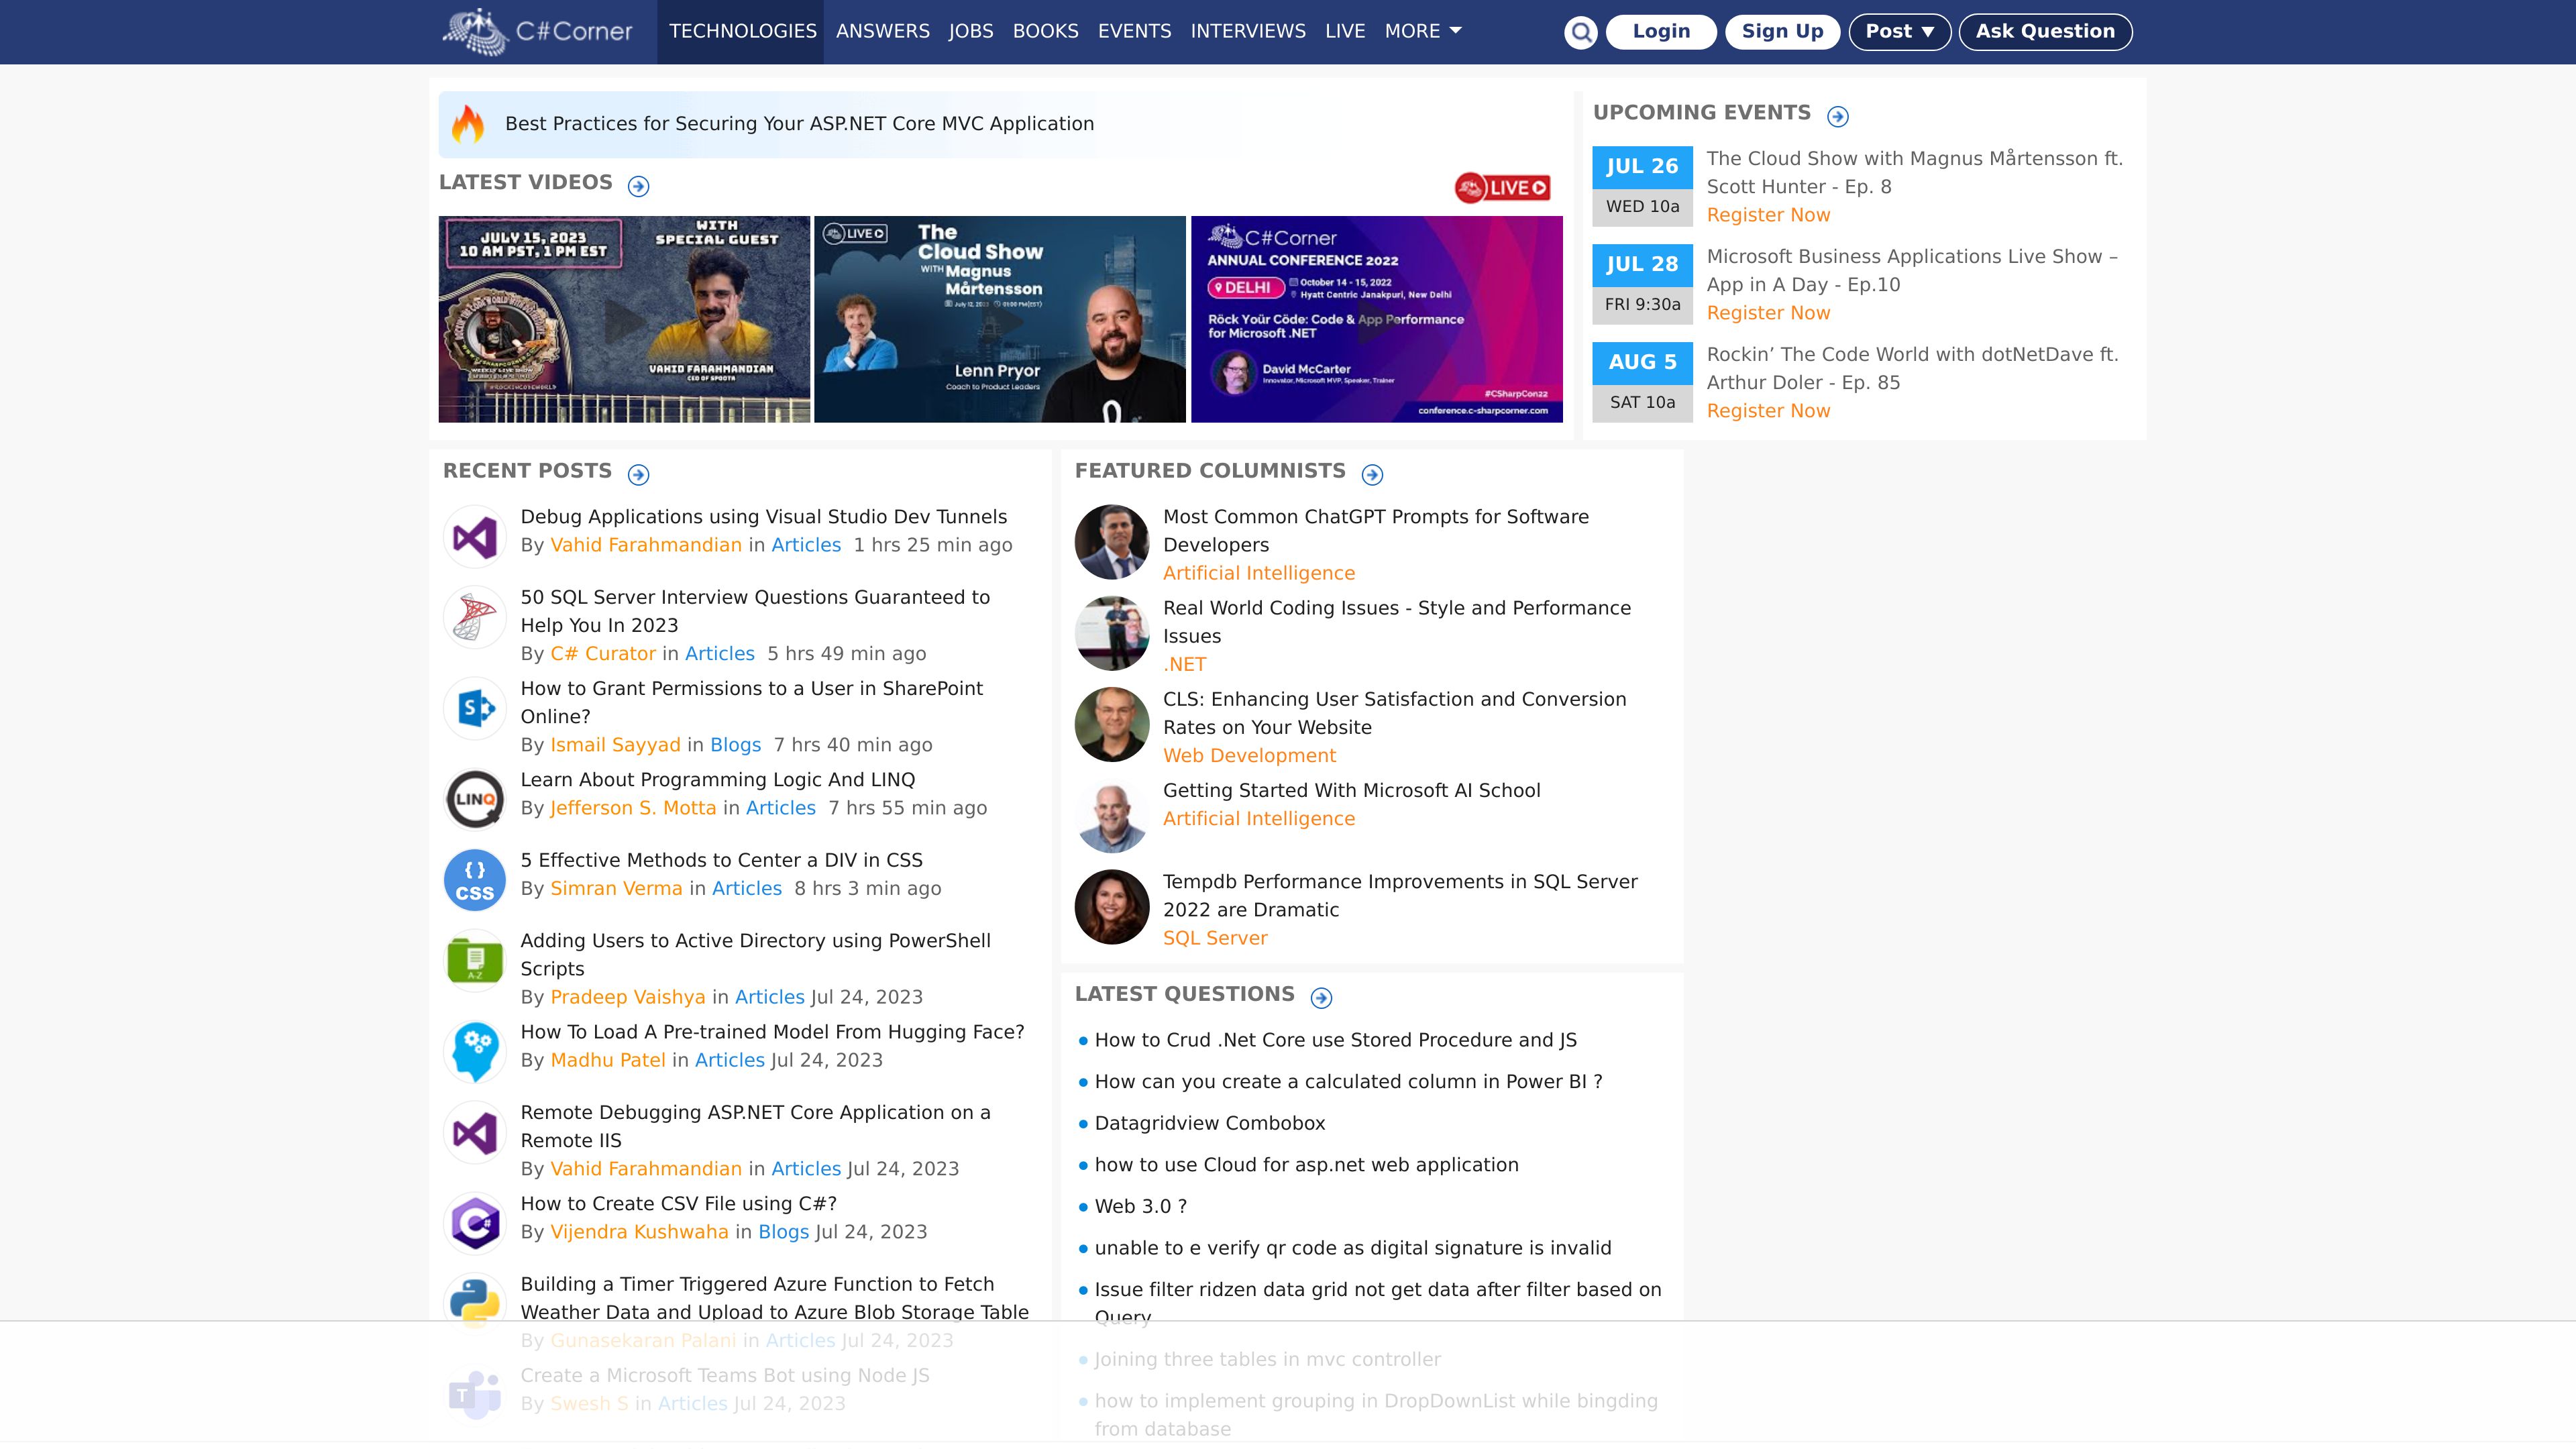 C#Corner
TECHNOLOGIES ANSWERS JOBS BOOKS EVENTS INTERVIEWS LIVE MORE
Login Sign Up Post ▼ Ask Question
Best Practices for Securing Your ASP.NET Core MVC Application
LATEST VIDEOS
LIVE
JULY 15, 2023
10 AM PST, 1 PM EST
WITH
SPECIAL GUEST
VAHID FARAHMANDIAN
CEO OF SPOOTA
LIVE
The
Cloud Show
WITH Magnus
Mårtensson
Lenn Pryor
Coach to Product Leaders
C#Corner
ANNUAL CONFERENCE 2022
DELHI
October 14 - 15, 2022
Hyatt Centric Janakpuri, New Delhi
Röck Yoür Cöde: Code & App Performance
for Microsoft .NET
David McCarter
Innovator, Microsoft MVP, Speaker, Trainer
#CSharpCon22
conference.c-sharpcorner.com
UPCOMING EVENTS
JUL 26
WED 10a
The Cloud Show with Magnus Mårtensson ft.
Scott Hunter - Ep. 8
Register Now
JUL 28
FRI 9:30a
Microsoft Business Applications Live Show –
App in A Day - Ep.10
Register Now
AUG 5
SAT 10a
Rockin’ The Code World with dotNetDave ft.
Arthur Doler - Ep. 85
Register Now
RECENT POSTS
Debug Applications using Visual Studio Dev Tunnels
By Vahid Farahmandian in Articles 1 hrs 25 min ago
50 SQL Server Interview Questions Guaranteed to
Help You In 2023
By C# Curator in Articles 5 hrs 49 min ago
S
How to Grant Permissions to a User in SharePoint
Online?
By Ismail Sayyad in Blogs 7 hrs 40 min ago
LINQ
Learn About Programming Logic And LINQ
By Jefferson S. Motta in Articles 7 hrs 55 min ago
{ }
CSS
5 Effective Methods to Center a DIV in CSS
By Simran Verma in Articles 8 hrs 3 min ago
A-Z
Adding Users to Active Directory using PowerShell
Scripts
By Pradeep Vaishya in Articles Jul 24, 2023
How To Load A Pre-trained Model From Hugging Face?
By Madhu Patel in Articles Jul 24, 2023
Remote Debugging ASP.NET Core Application on a
Remote IIS
By Vahid Farahmandian in Articles Jul 24, 2023
C#
How to Create CSV File using C#?
By Vijendra Kushwaha in Blogs Jul 24, 2023
Building a Timer Triggered Azure Function to Fetch
Weather Data and Upload to Azure Blob Storage Table
By Gunasekaran Palani in Articles Jul 24, 2023
T
Create a Microsoft Teams Bot using Node JS
By Swesh S in Articles Jul 24, 2023
FEATURED COLUMNISTS
Most Common ChatGPT Prompts for Software
Developers
Artificial Intelligence
Real World Coding Issues - Style and Performance
Issues
.NET
CLS: Enhancing User Satisfaction and Conversion
Rates on Your Website
Web Development
Getting Started With Microsoft AI School
Artificial Intelligence
Tempdb Performance Improvements in SQL Server
2022 are Dramatic
SQL Server
LATEST QUESTIONS
How to Crud .Net Core use Stored Procedure and JS
How can you create a calculated column in Power BI ?
Datagridview Combobox
how to use Cloud for asp.net web application
Web 3.0 ?
unable to e verify qr code as digital signature is invalid
Issue filter ridzen data grid not get data after filter based on
Query
Joining three tables in mvc controller
how to implement grouping in DropDownList while bingding
from database